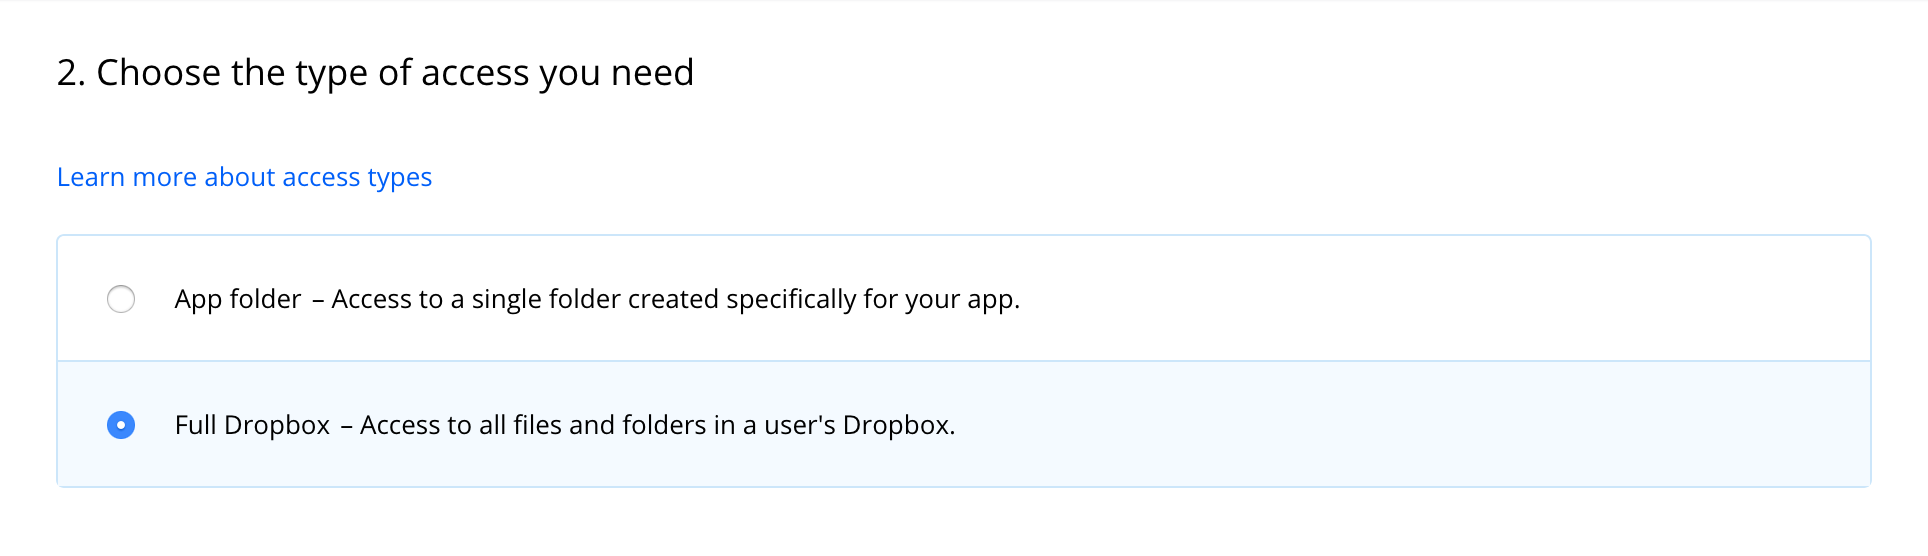 2. Choose the type of access you need
Learn more about access types
App folder – Access to a single folder created specifically for your app.
Full Dropbox – Access to all files and folders in a user's Dropbox.